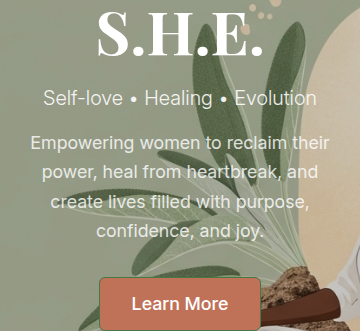 S.H.E.
Self-love • Healing • Evolution
Empowering women to reclaim their
power, heal from heartbreak, and
create lives filled with purpose,
confidence, and joy.
Learn More